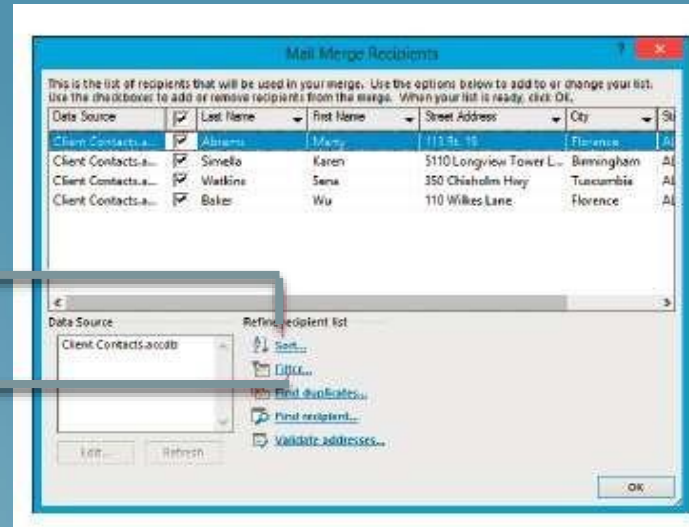 Mail Merge Recipients
This is the list of recipients that will be used in your merge. Use the options below to add to or change your list.
Use the checkboxes to add or remove recipients from the merge. When your list is ready, click OK.
Data Source Last Name First Name Street Address City
Client Contacts.a... Abrams Florence
Client Contacts.a... Simella Karen 5110 Longview Tower L... Birmingham AL
Client Contacts.a... Watkins Sena 350 Chisholm Hwy Tuscumbia AL
Client Contacts.a... Baker Wu 110 Wilkes Lane Florence AL
Data Source
Client Contacts.accdb
Edit...
Refresh
Refine recipient list
Sort...
Filter...
Find duplicates...
Find recipient...
Validate addresses...
OK